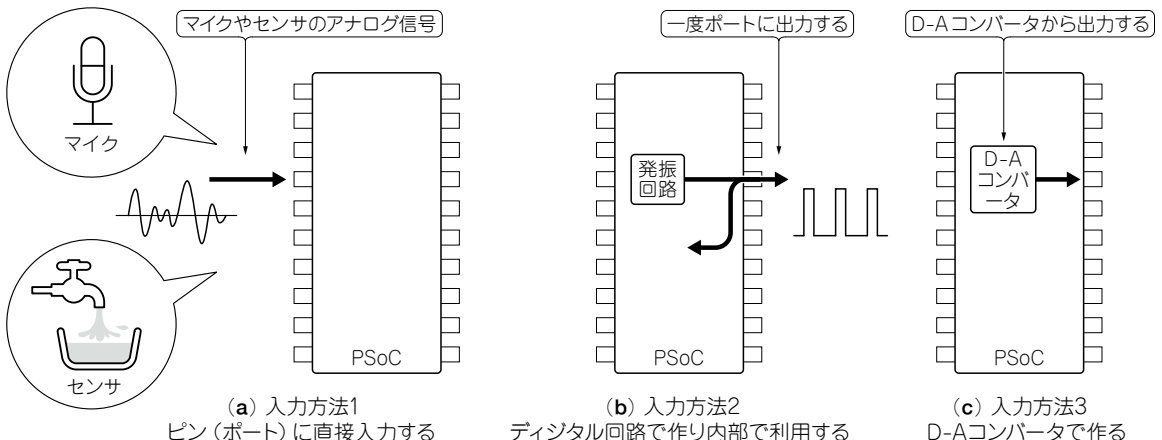 マイクやセンサのアナログ信号
一度ポートに出力する
D-Aコンバータから出力する
マイク
センサ
PSoC
発振
回路
PSoC
D-A
コンバ
ータ
PSoC
(a) 入力方法1
ピン(ポート)に直接入力する
(b) 入力方法2
ディジタル回路で作り内部で利用する
(c) 入力方法3
D-Aコンバータで作る